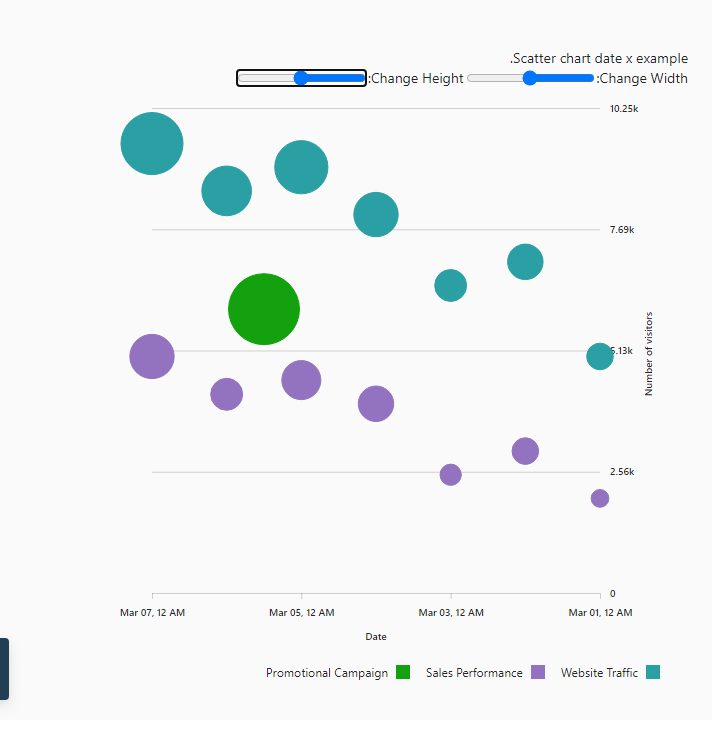 .Scatter chart date x example
:Change Width
:Change Height
10.25k
7.69k
5.13k
2.56k
0
Number of visitors
Mar 07, 12 AM
Mar 05, 12 AM
Mar 03, 12 AM
Mar 01, 12 AM
Date
Promotional Campaign
Sales Performance
Website Traffic